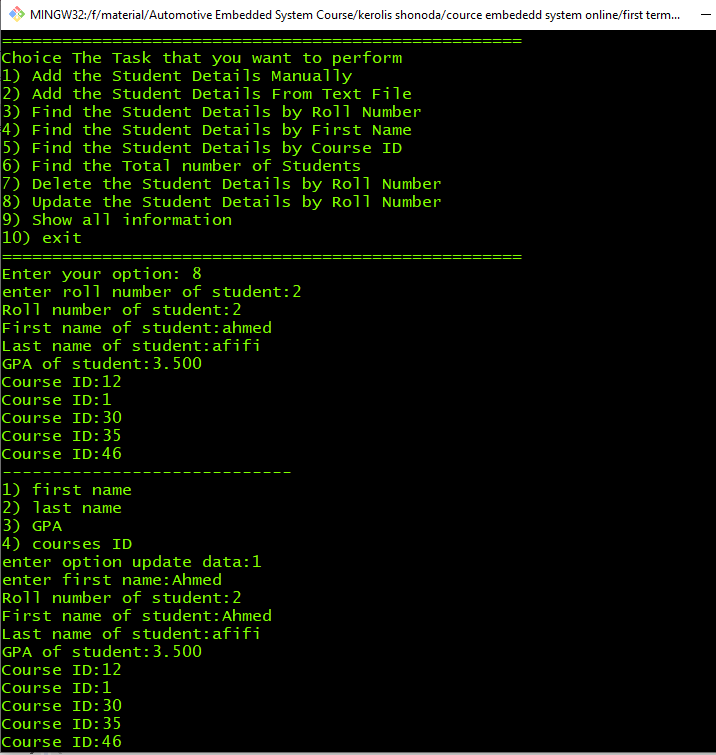 MINGW32:/f/material/Automotive Embedded System Course/kerolis shonoda/cource embededd system online/first term...
====================================================
Choice The Task that you want to perform
1) Add the Student Details Manually
2) Add the Student Details From Text File
3) Find the Student Details by Roll Number
4) Find the Student Details by First Name
5) Find the Student Details by Course ID
6) Find the Total number of Students
7) Delete the Student Details by Roll Number
8) Update the Student Details by Roll Number
9) Show all information
10) exit
====================================================
Enter your option: 8
enter roll number of student:2
Roll number of student:2
First name of student:ahmed
Last name of student:afifi
GPA of student:3.500
Course ID:12
Course ID:1
Course ID:30
Course ID:35
Course ID:46
-----------------------------
1) first name
2) last name
3) GPA
4) courses ID
enter option update data:1
enter first name:Ahmed
Roll number of student:2
First name of student:Ahmed
Last name of student:afifi
GPA of student:3.500
Course ID:12
Course ID:1
Course ID:30
Course ID:35
Course ID:46